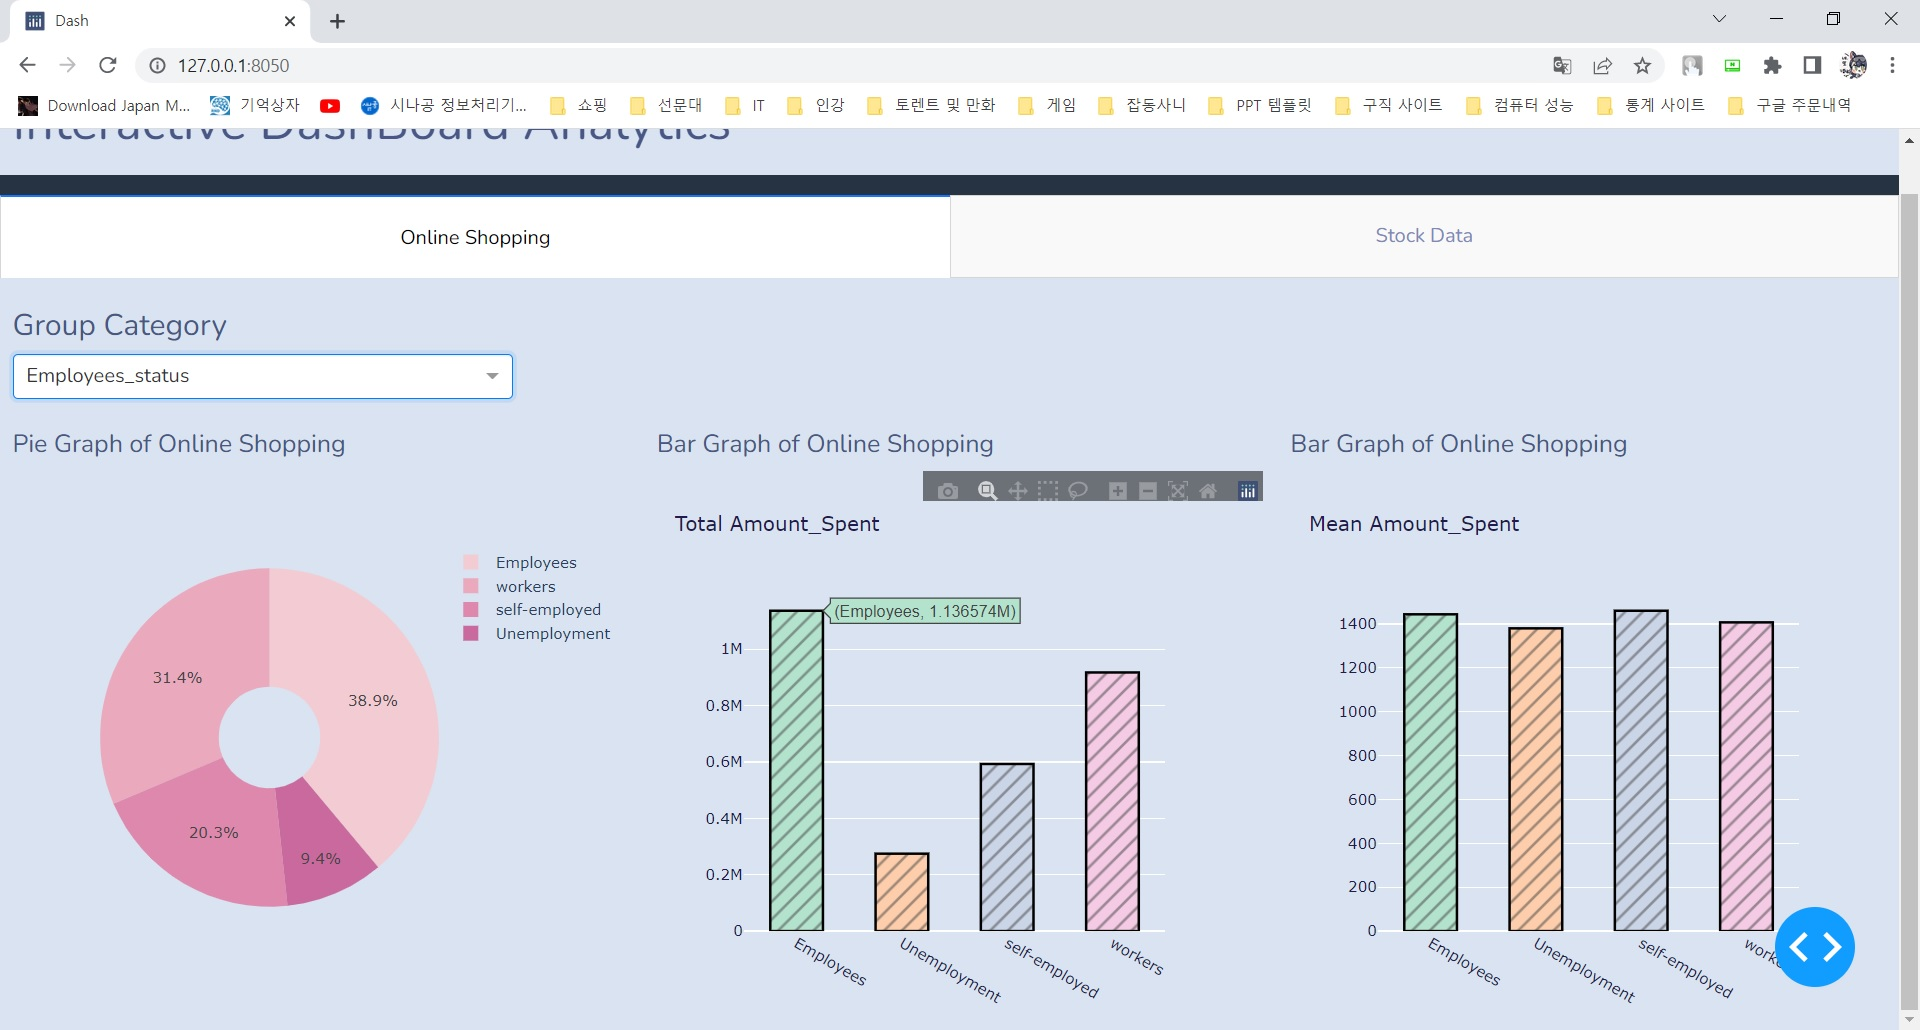 Dash
127.0.0.1:8050
Download Japan M...
기억상자
시나공 정보처리기...
쇼핑
선문대
IT
인강
토렌트 및 만화
게임
잡동사니
PPT 템플릿
구직 사이트
컴퓨터 성능
통계 사이트
구글 주문내역
Interactive DashBoard Analytics
Online Shopping
Stock Data
Group Category
Employees_status
Pie Graph of Online Shopping
Employees
workers
self-employed
Unemployment
31.4%
38.9%
20.3%
9.4%
Bar Graph of Online Shopping
Total Amount_Spent
(Employees, 1.136574M)
1M
0.8M
0.6M
0.4M
0.2M
0
Employees
Unemployment
self-employed
workers
Bar Graph of Online Shopping
Mean Amount_Spent
1400
1200
1000
800
600
400
200
0
Employees
Unemployment
self-employed